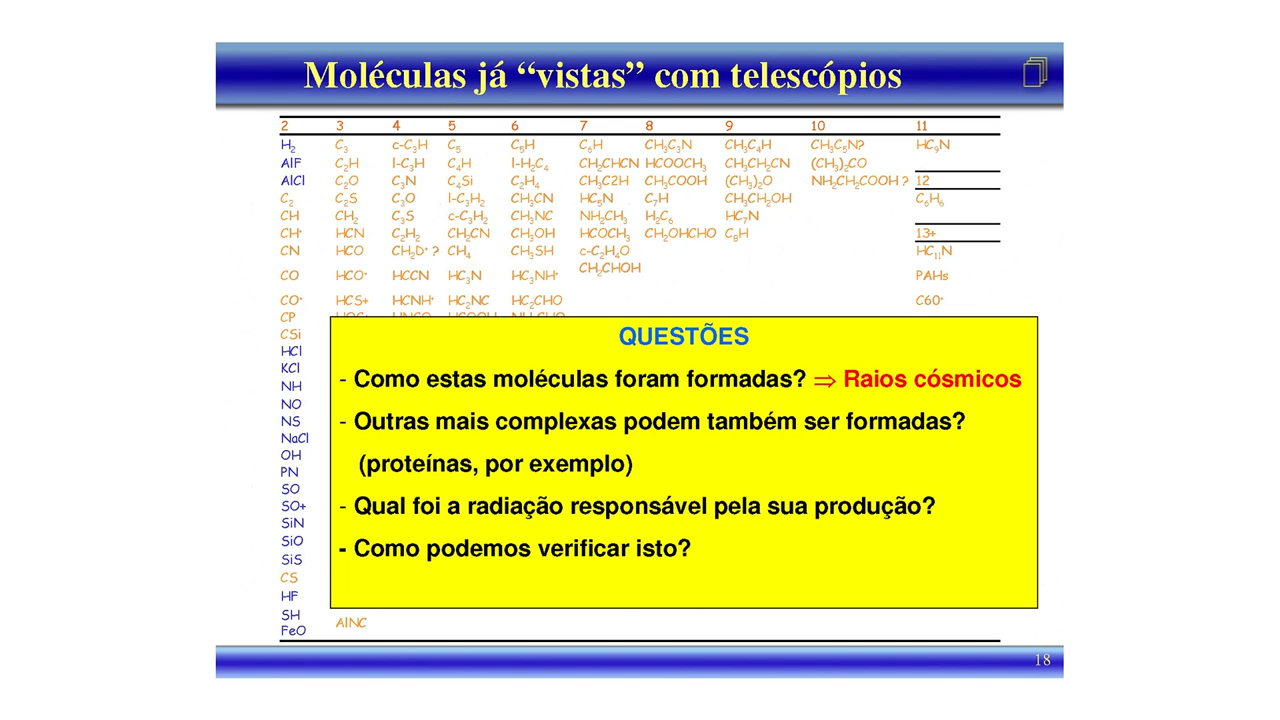 Moléculas já “vistas” com telescópios
2 3 4 5 6 7 8 9 10 11
H2 C3 c-C3H C5 C5H C6H CH3C3N CH3C4H CH3C5N? HC9N
AlF C2H l-C3H C4H l-H2C4 CH2CHCN HCOOCH3 CH3CH2CN (CH3)2CO
AlCl C2O C3N C4Si C2H4 CH3C2H CH3COOH (CH3)2O NH2CH2COOH ? 12
C2 C2S C3O l-C3H2 CH3CN HC5N C7H CH3CH2OH C6H6
CH CH2 C3S c-C3H2 CH3NC NH2CH3 H2C6 HC7N
CH+ HCN C2H2 CH2CN CH3OH HCOCH3 CH2OHCHO C8H 13+
CN HCO CH2D+ ? CH4 CH3SH c-C2H4O HC11N
CH2CHOH
CO HCO+ HCCN HC3N HC3NH+ PAHs
CO+ HCS+ HCNH+ HC2NC HC2CHO C60+
CP
CSi
HCl
KCl
NH
NO
NS
NaCl
OH
PN
SO
SO+
SiN
SiO
SiS
CS
HF
SH AlNC
FeO
QUESTÕES
- Como estas moléculas foram formadas? ⇒ Raios cósmicos
- Outras mais complexas podem também ser formadas?
(proteínas, por exemplo)
- Qual foi a radiação responsável pela sua produção?
- Como podemos verificar isto?
18